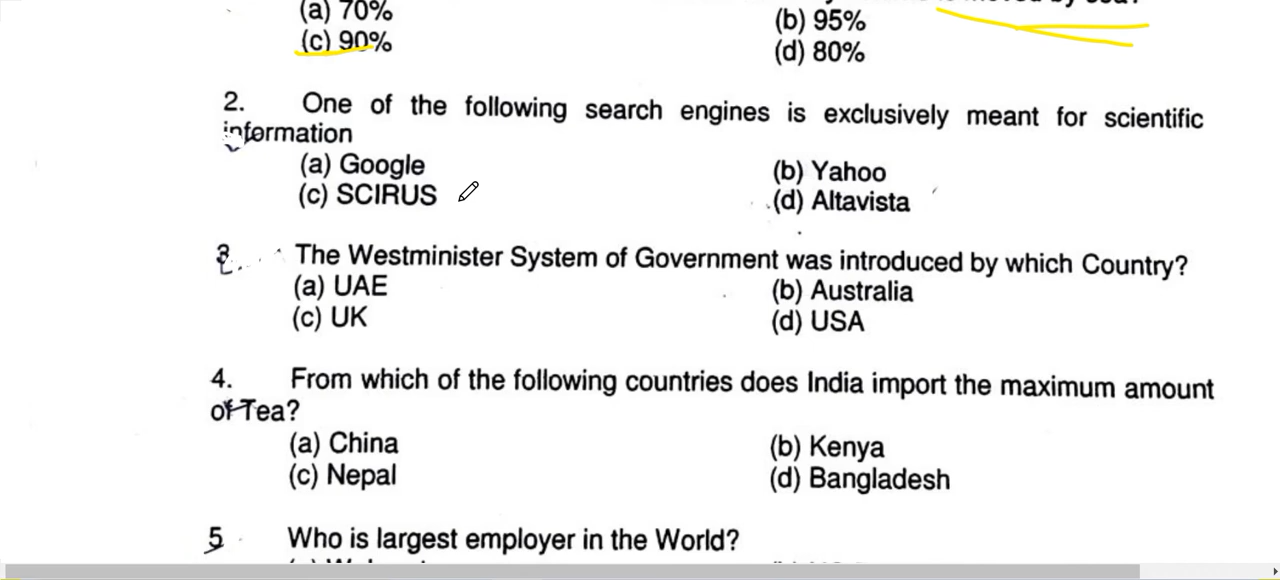 (a) 70%
(b) 95%
(c) 90%
(d) 80%
2. One of the following search engines is exclusively meant for scientific
information
(a) Google
(b) Yahoo
(c) SCIRUS
(d) Altavista
3. The Westminister System of Government was introduced by which Country?
(a) UAE
(b) Australia
(c) UK
(d) USA
4. From which of the following countries does India import the maximum amount
of Tea?
(a) China
(b) Kenya
(c) Nepal
(d) Bangladesh
5 Who is largest employer in the World?